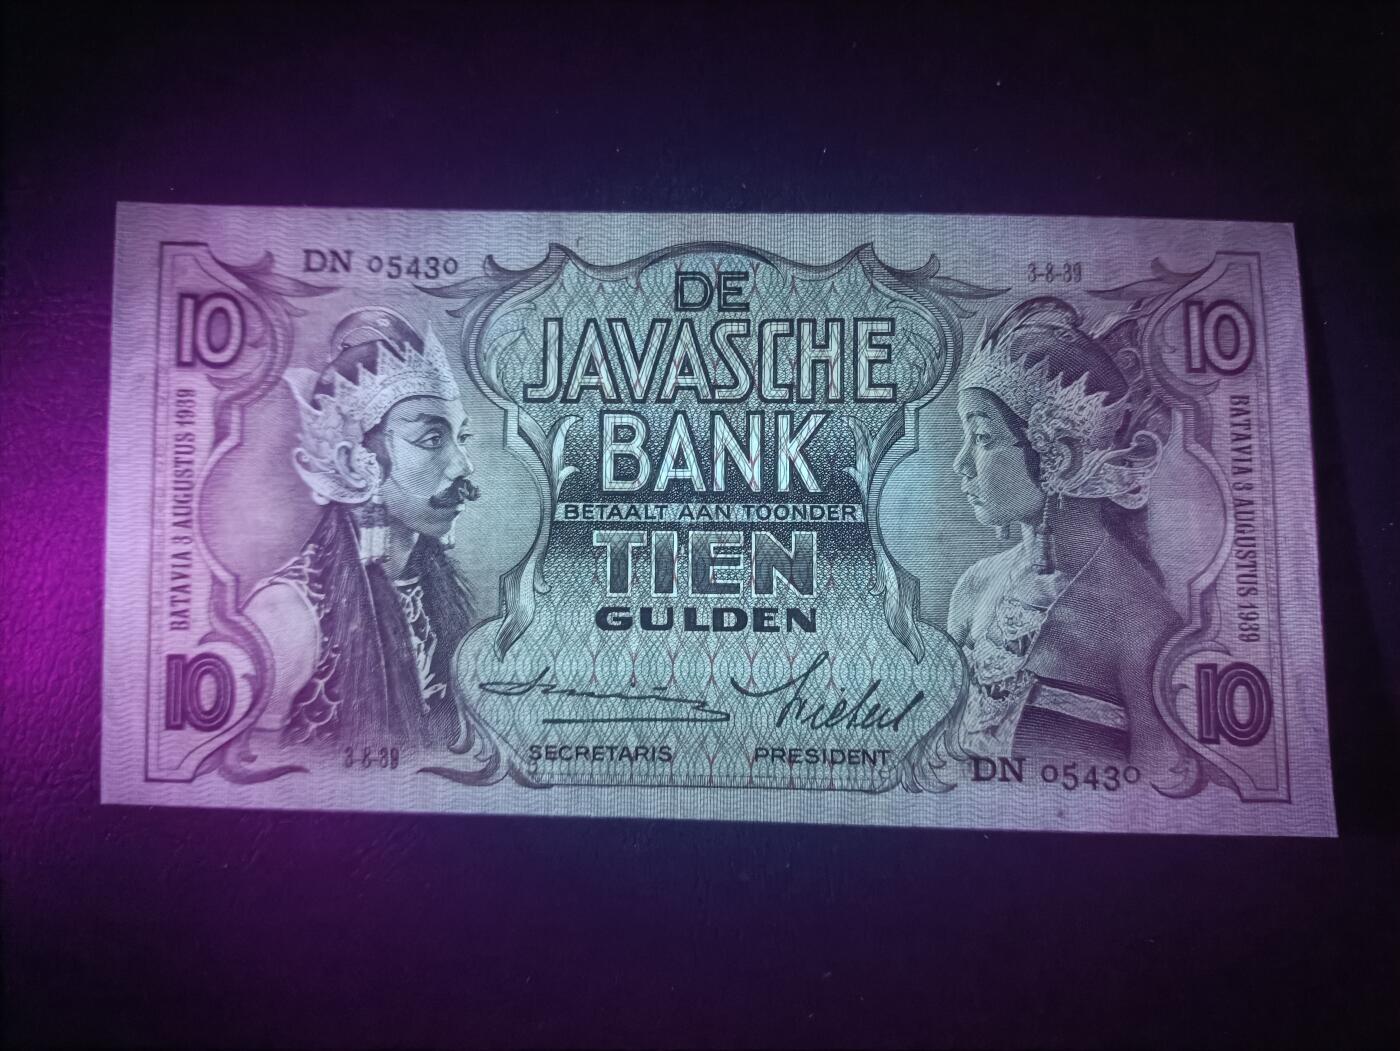 DN 05430
3-8-39
10
10
DE
JAVASCHE
BANK
BETAALT AAN TOONDER
TIEN
GULDEN
BATAVIA 3 AUGUSTUS 1939
BATAVIA 3 AUGUSTUS 1939
10
10
SECRETARIS
PRESIDENT
3-8-39
DN 05430